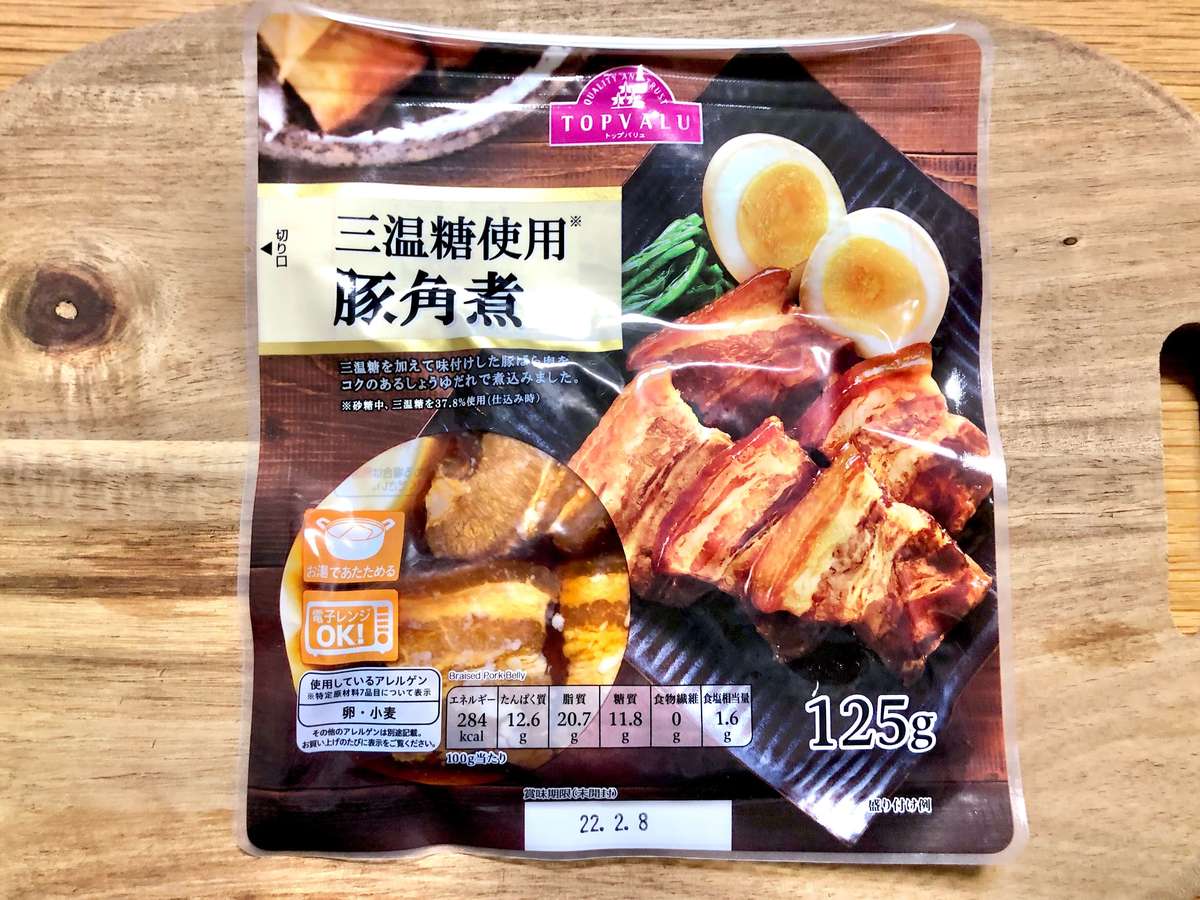 QUALITY AND TRUST
TOPVALU
トップバリュ
切り口
三温糖使用※
豚角煮
三温糖を加えて味付けした豚ばら肉を
コクのあるしょうゆだれで煮込みました。
※砂糖中、三温糖を37.8%使用(仕込み時)
お湯であたためる
電子レンジ
OK!
使用しているアレルゲン
※特定原材料7品目について表示
卵・小麦
その他のアレルゲンは別途記載。
お買い上げのたびに表示をご覧ください。
Braised Pork Belly
エネルギー たんぱく質 脂質 糖質 食物繊維 食塩相当量
284 12.6 20.7 11.8 0 1.6
kcal g g g g g
100g当たり
125g
盛り付け例
賞味期限(未開封)
22. 2. 8